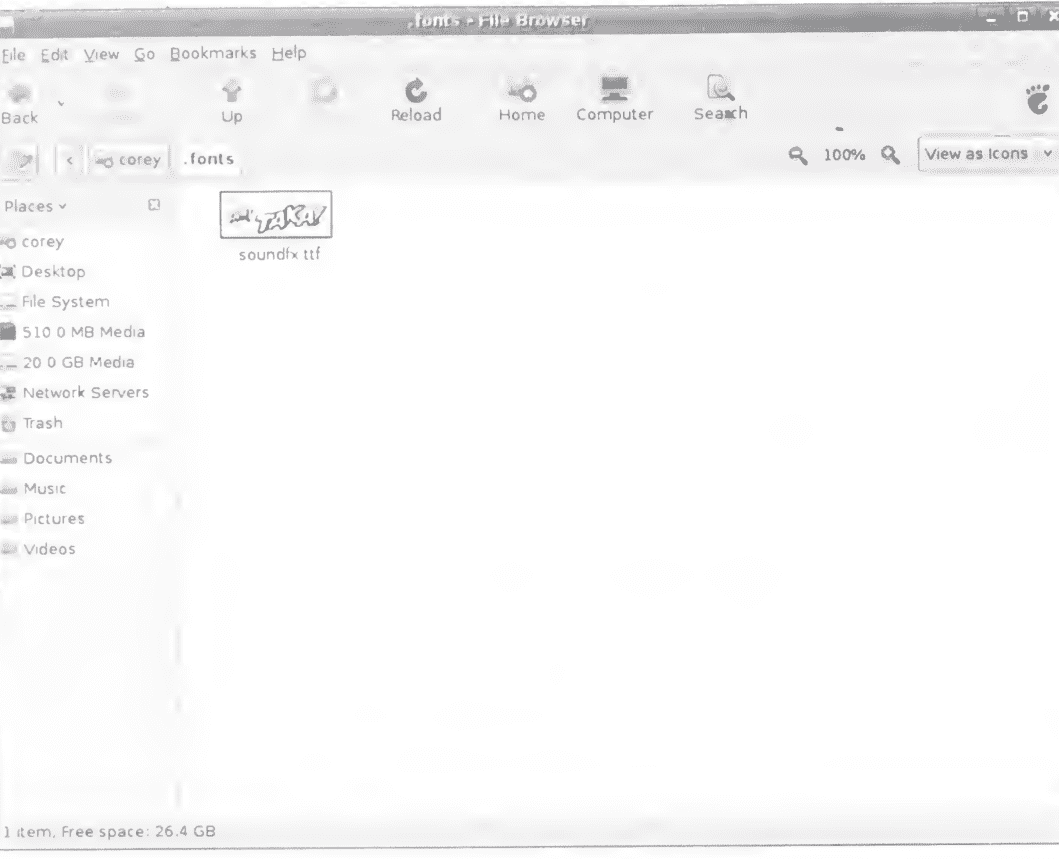 .fonts - File Browser
File Edit View Go Bookmarks Help
Back Up Reload Home Computer Search
corey .fonts 100% View as Icons
Places
corey
Desktop
File System
510 0 MB Media
20 0 GB Media
Network Servers
Trash
Documents
Music
Pictures
Videos
soundfx ttf
1 item, Free space: 26.4 GB